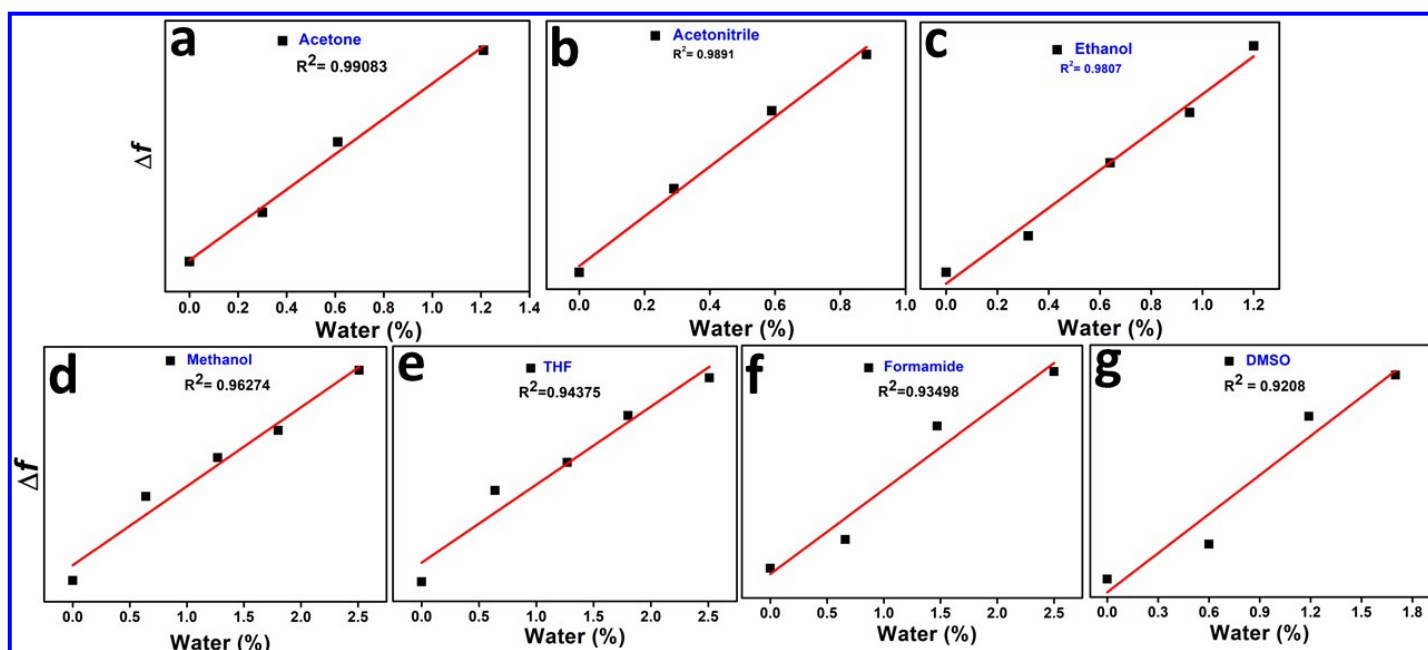 a
Acetone
R²= 0.99083
b
Acetonitrile
R²= 0.9891
c
Ethanol
R²= 0.9807
Δf
0.0 0.2 0.4 0.6 0.8 1.0 1.2 1.4
Water (%)
0.0 0.2 0.4 0.6 0.8 1.0
Water (%)
0.0 0.2 0.4 0.6 0.8 1.0 1.2
Water (%)
d
Methanol
R²= 0.96274
e
THF
R²=0.94375
f
Formamide
R²=0.93498
g
DMSO
R² = 0.9208
Δf
0.0 0.5 1.0 1.5 2.0 2.5
Water (%)
0.0 0.5 1.0 1.5 2.0 2.5
Water (%)
0.0 0.5 1.0 1.5 2.0 2.5
Water (%)
0.0 0.3 0.6 0.9 1.2 1.5 1.8
Water (%)